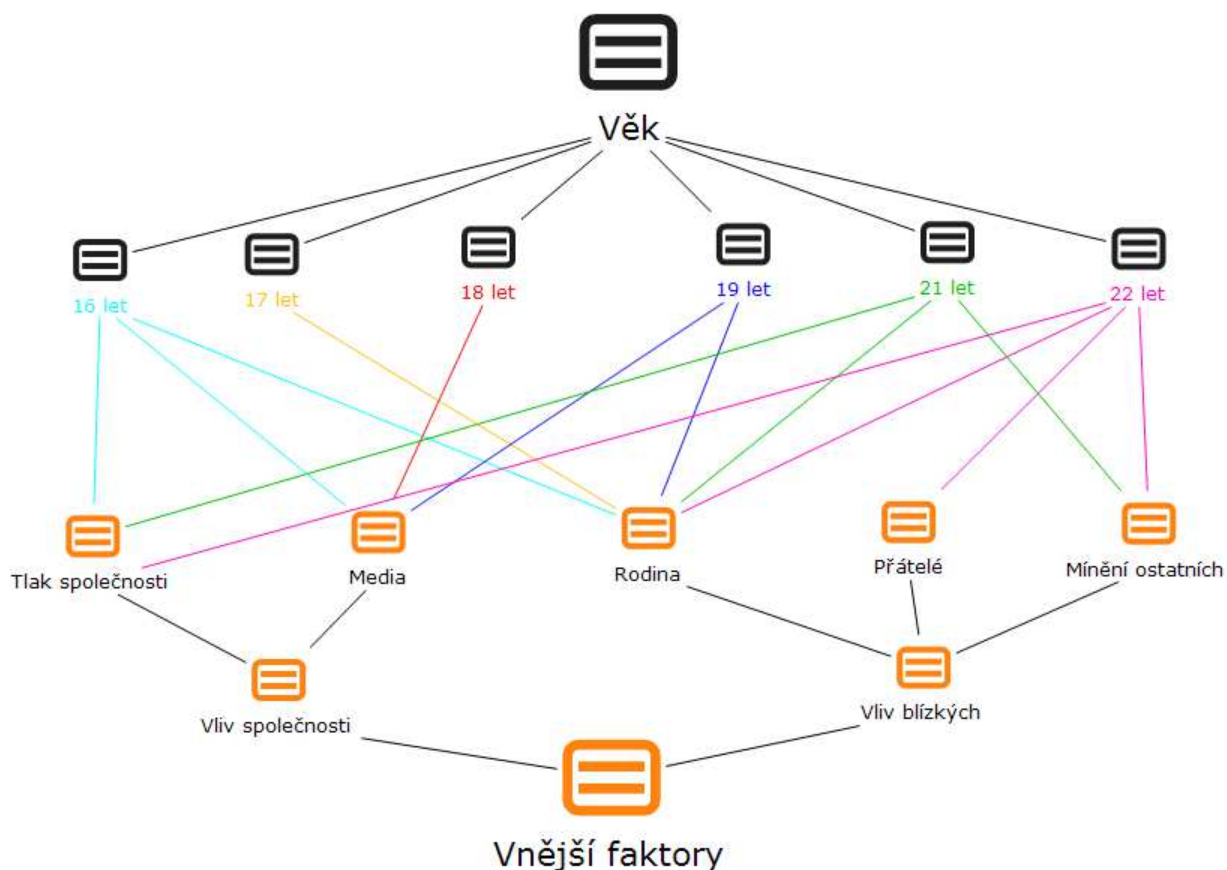 Věk
16 let
17 let
18 let
19 let
21 let
22 let
Tlak společnosti
Media
Rodina
Přátelé
Mínění ostatních
Vliv společnosti
Vliv blízkých
Vnější faktory